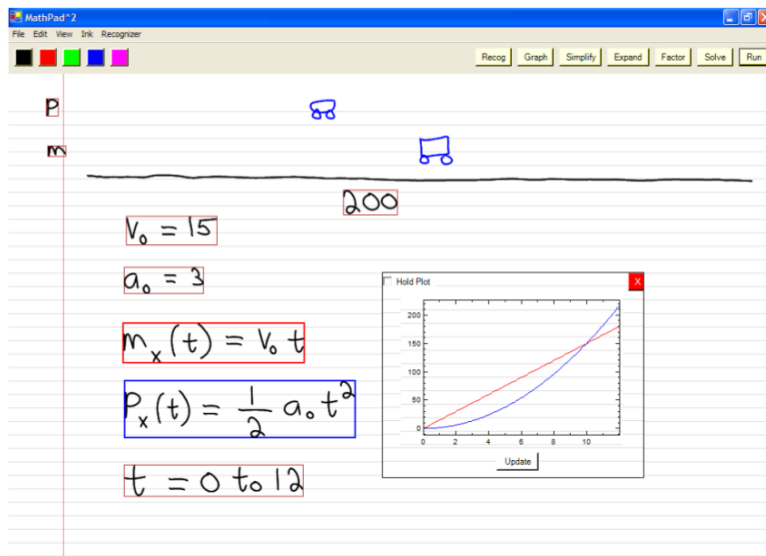 MathPad^2
File Edit View Ink Recognizer
Recog Graph Simplify Expand Factor Solve Run
P
m
200
v₀ = 15
a₀ = 3
mₓ(t) = v₀ t
Pₓ(t) = 1/2 a₀ t²
t = 0 to 12
Hold Plot X
200
150
100
50
0
0 2 4 6 8 10
Update